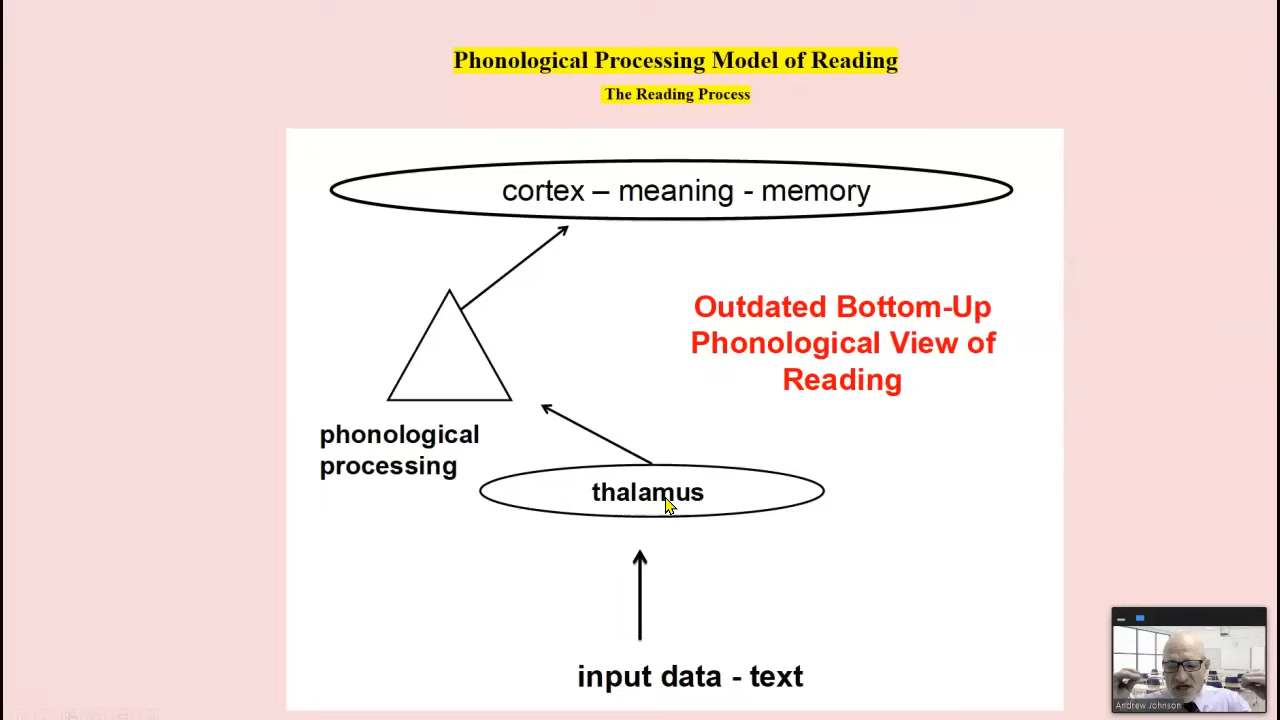 Phonological Processing Model of Reading
The Reading Process
cortex – meaning - memory
Outdated Bottom-Up
Phonological View of
Reading
phonological
processing
thalamus
input data - text
Andrew Johnson